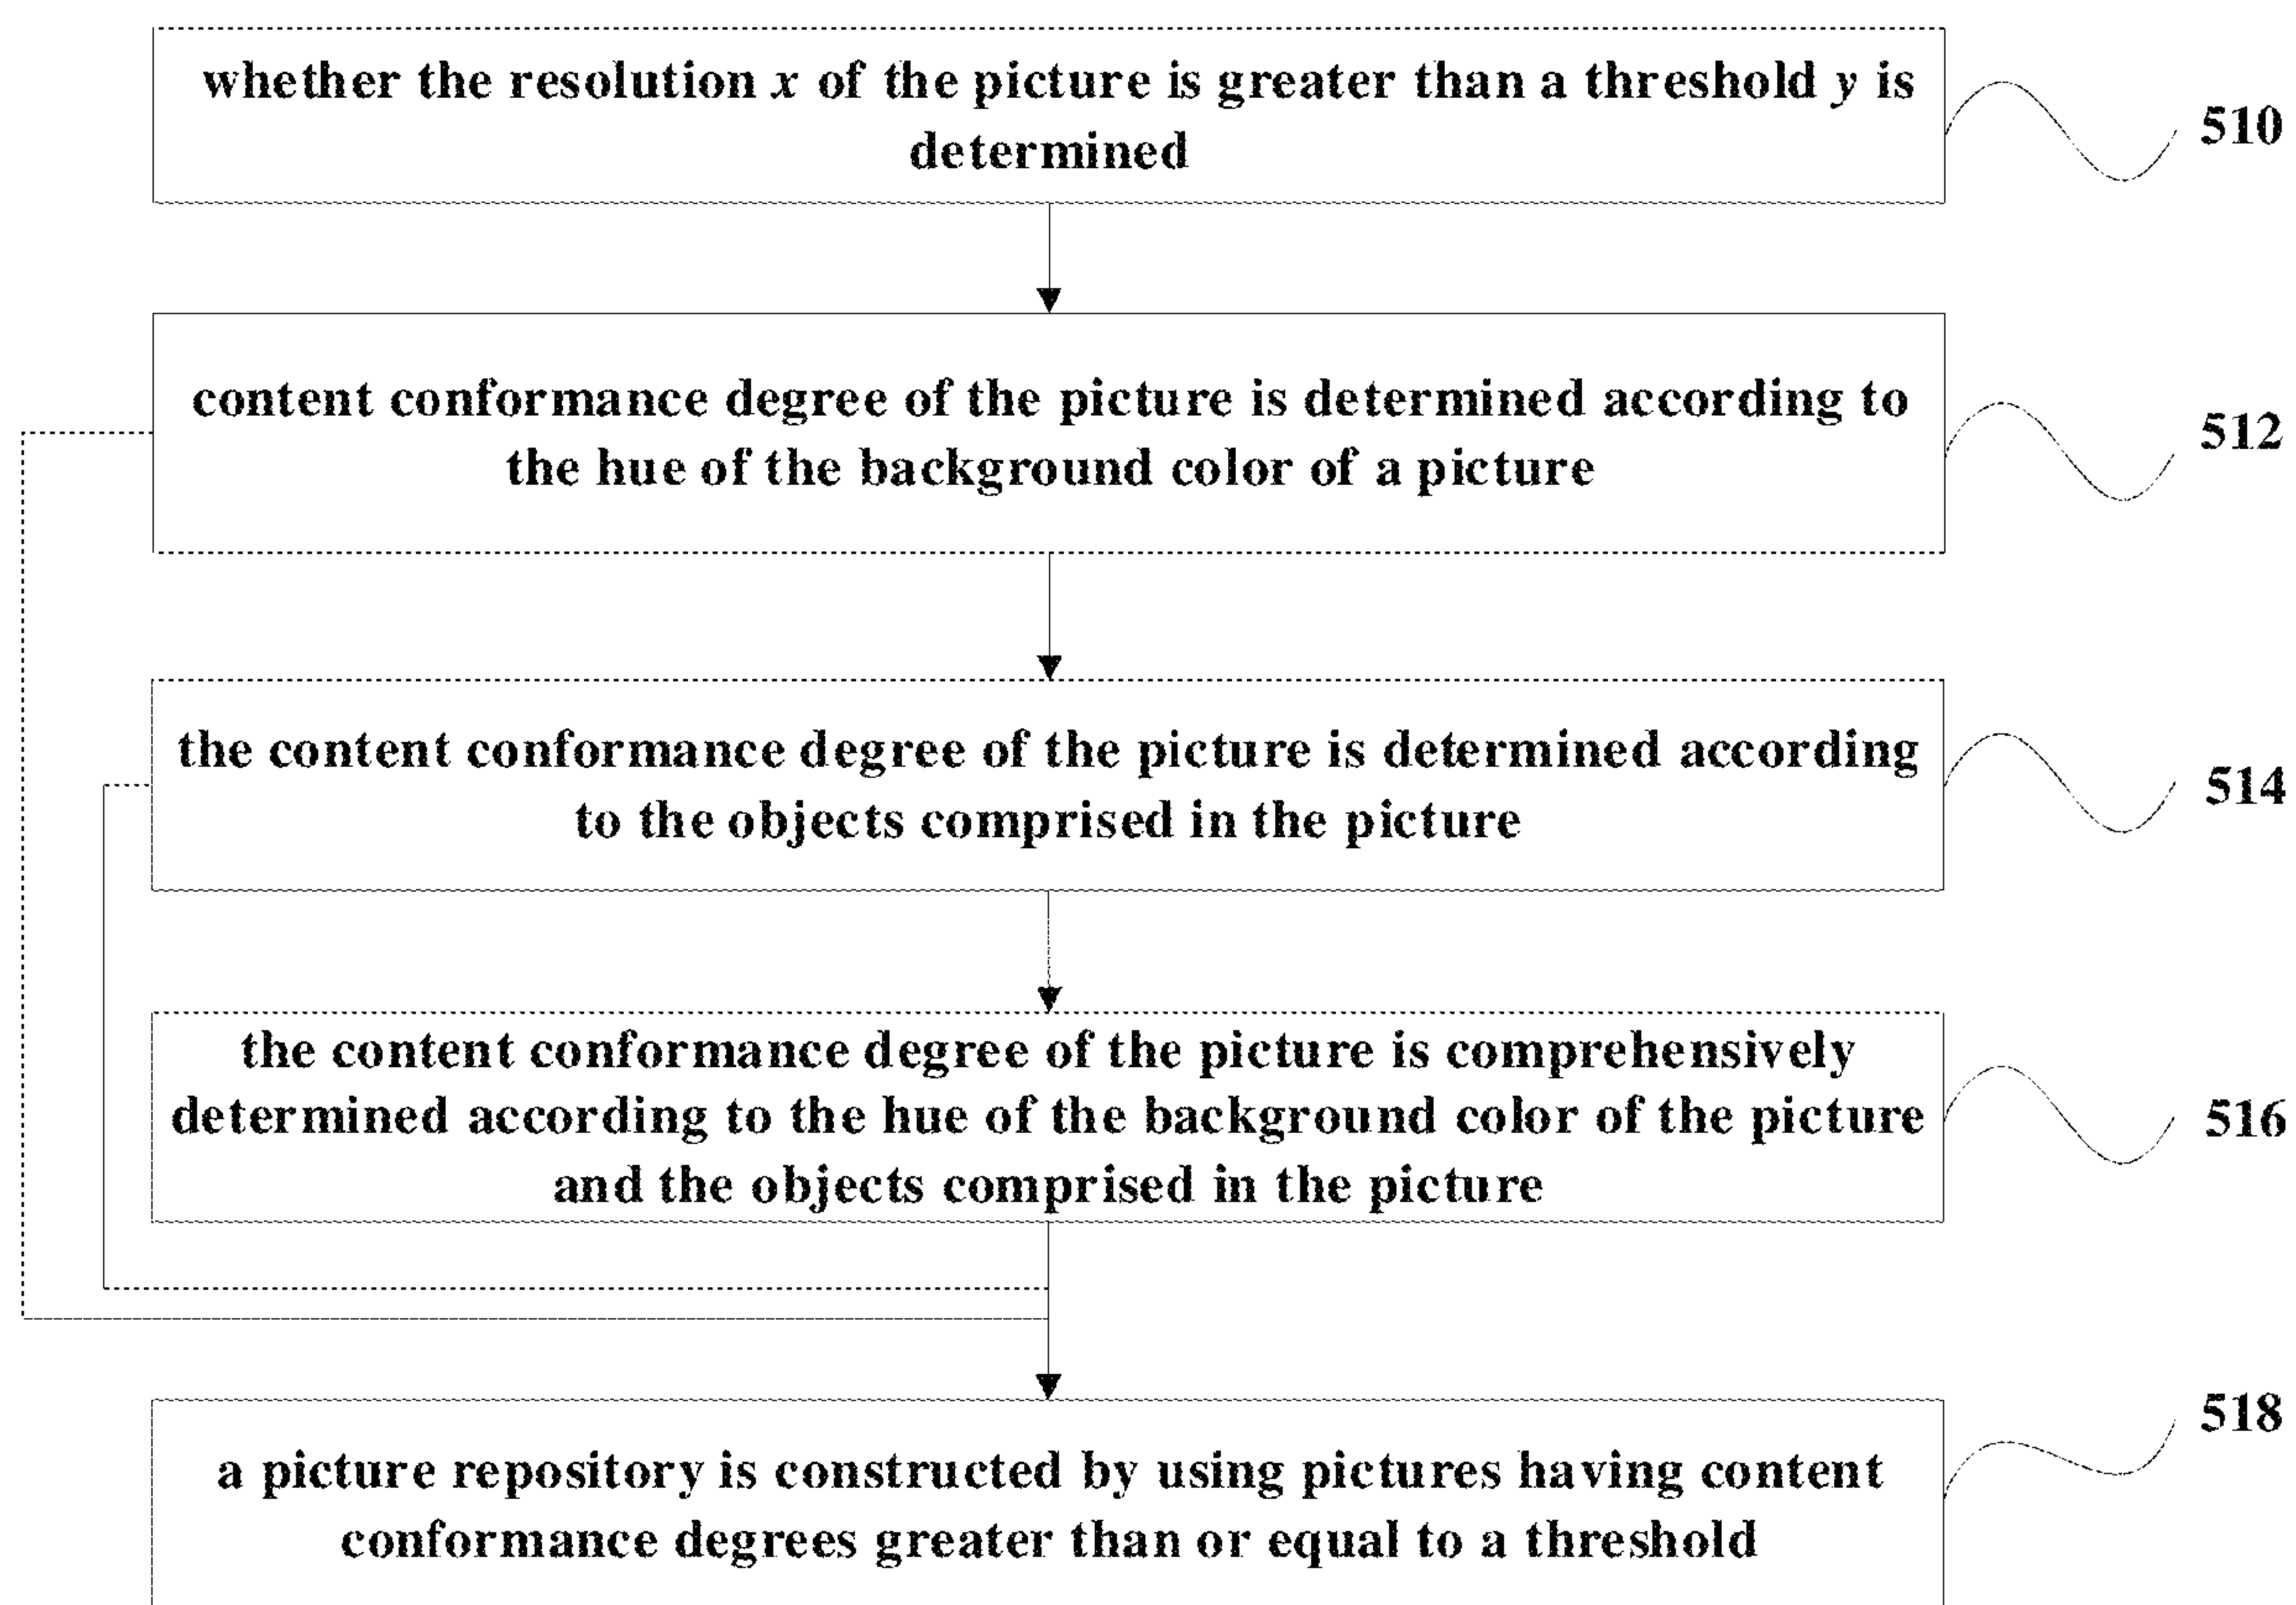 whether the resolution x of the picture is greater than a threshold y is
determined
510
content conformance degree of the picture is determined according to
the hue of the background color of a picture
512
the content conformance degree of the picture is determined according
to the objects comprised in the picture
514
the content conformance degree of the picture is comprehensively
determined according to the hue of the background color of the picture
and the objects comprised in the picture
516
a picture repository is constructed by using pictures having content
conformance degrees greater than or equal to a threshold
518